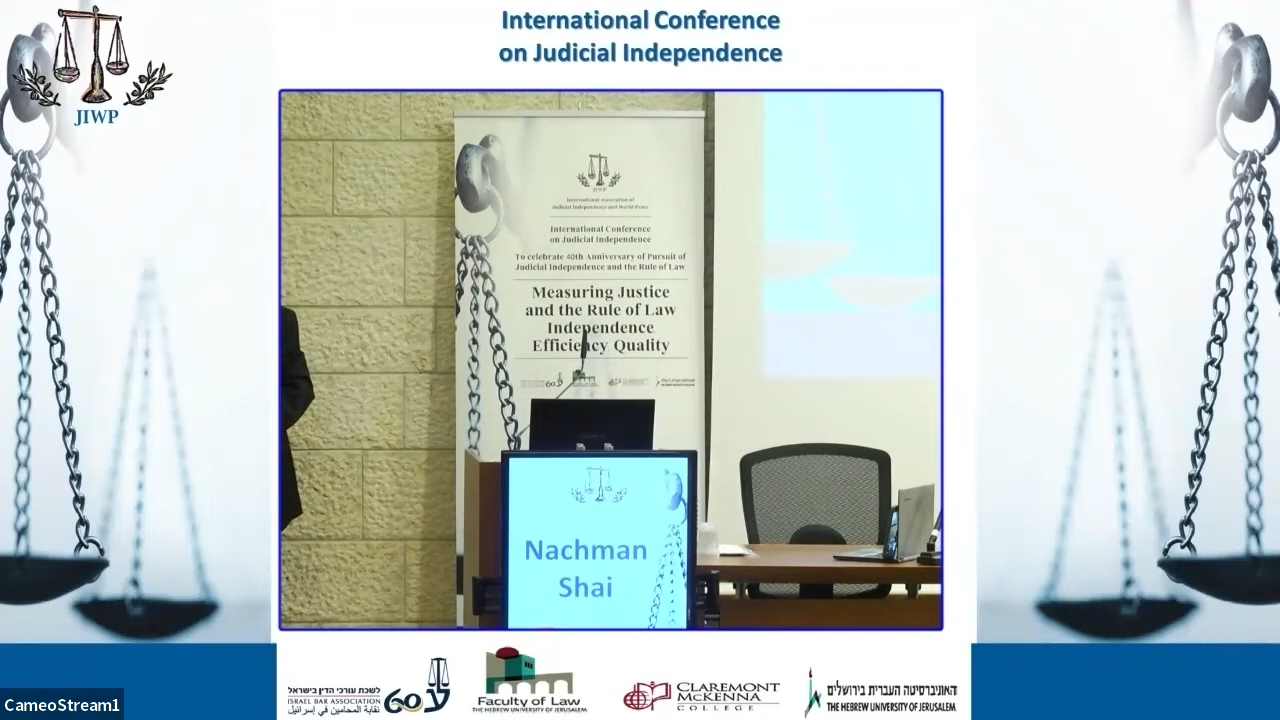 International Conference
on Judicial Independence
JIWP
JIWP
International Association of
Judicial Independence and World Peace
International Conference
on Judicial Independence
To celebrate 40th Anniversary of Pursuit of
Judicial Independence and the Rule of Law
Measuring Justice
and the Rule of Law
Independence
Efficiency Quality
60
Nachman
Shai
לשכת עורכי הדין בישראל
ISRAEL BAR ASSOCIATION
نقابة المحامين في إسرائيل
60
Faculty of Law
THE HEBREW UNIVERSITY OF JERUSALEM
CLAREMONT
MCKENNA
COLLEGE
האוניברסיטה העברית בירושלים
THE HEBREW UNIVERSITY OF JERUSALEM
CameoStream1